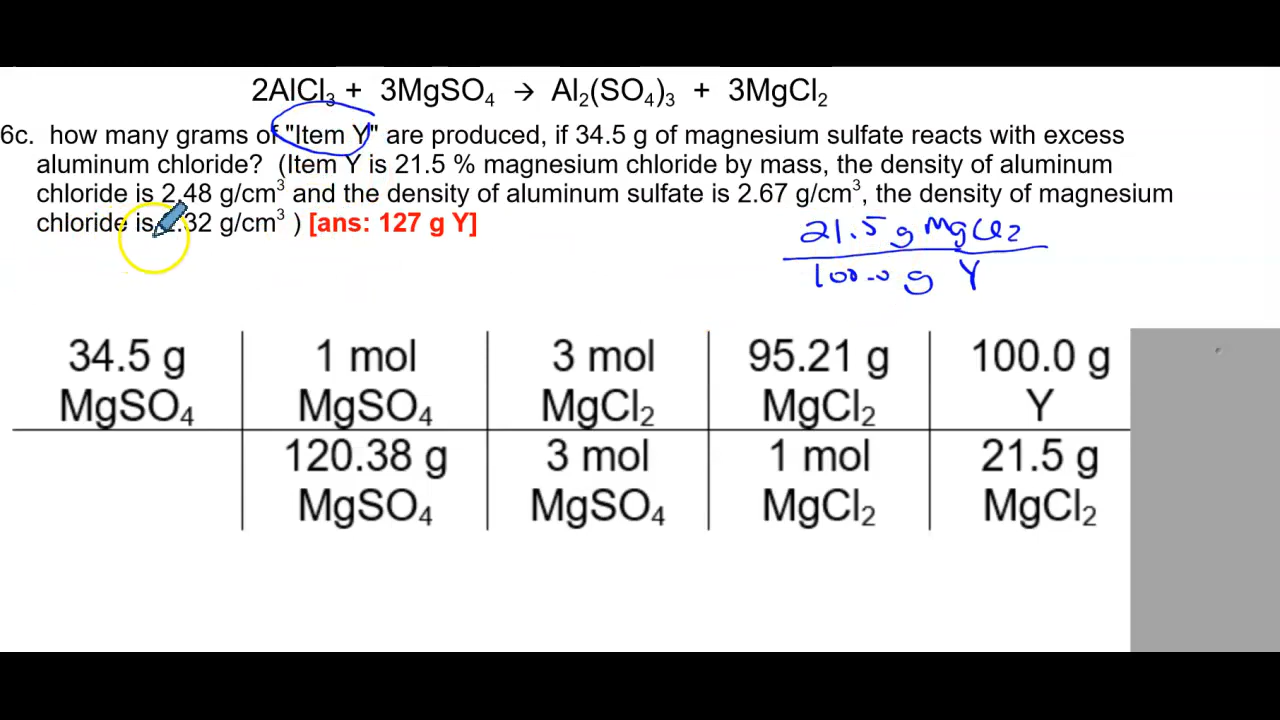 2AlCl₃ + 3MgSO₄ → Al₂(SO₄)₃ + 3MgCl₂
6c. how many grams of "Item Y" are produced, if 34.5 g of magnesium sulfate reacts with excess
aluminum chloride? (Item Y is 21.5 % magnesium chloride by mass, the density of aluminum
chloride is 2.48 g/cm³ and the density of aluminum sulfate is 2.67 g/cm³, the density of magnesium
chloride is .32 g/cm³ ) [ans: 127 g Y]
21.5 g MgCl₂
100.0 g Y
34.5 g 1 mol 3 mol 95.21 g 100.0 g
MgSO₄ MgSO₄ MgCl₂ MgCl₂ Y
120.38 g 3 mol 1 mol 21.5 g
MgSO₄ MgSO₄ MgCl₂ MgCl₂